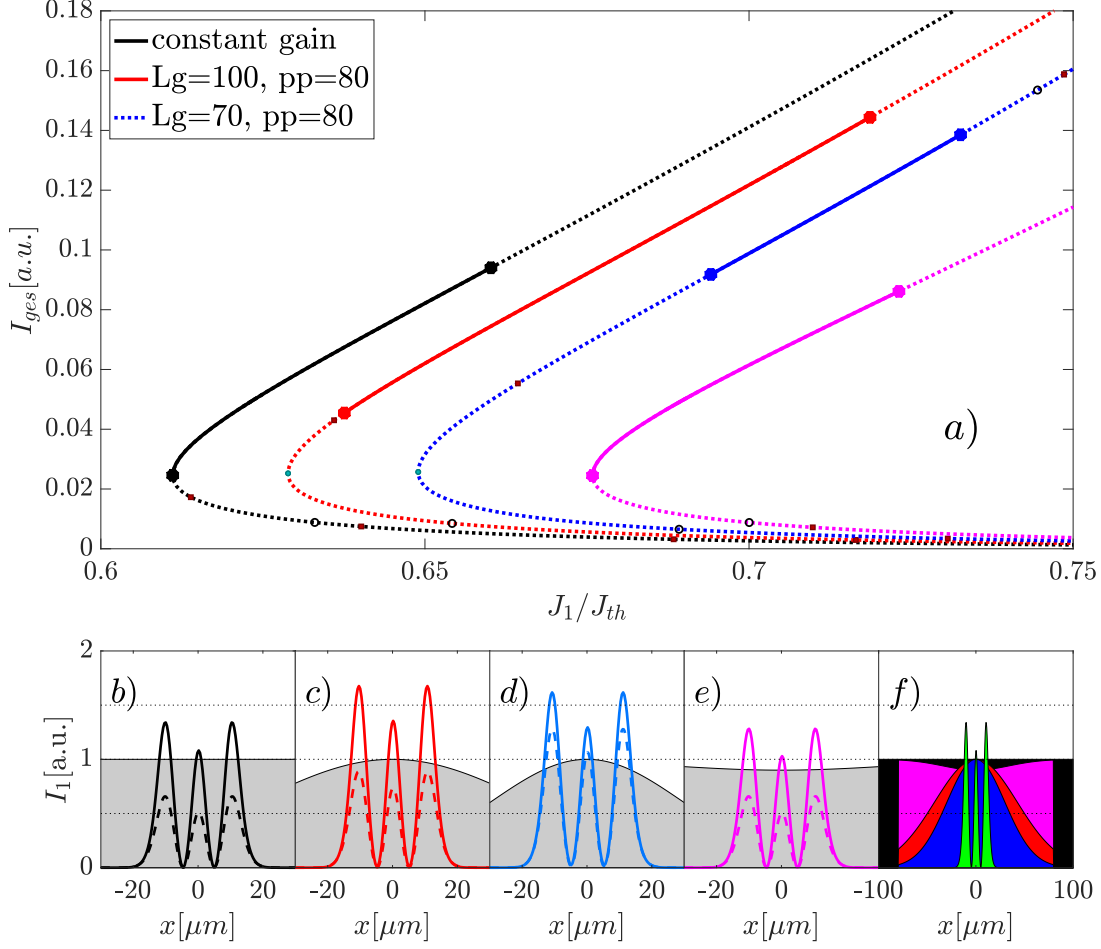 0.18
0.16
0.14
0.12
0.1
0.08
0.06
0.04
0.02
0
I_{ges}[a.u.]
constant gain
Lg=100, pp=80
Lg=70, pp=80
a)
0.6 0.65 0.7 0.75
J_1/J_{th}
2
1
0
I_1[a.u.]
b) c) d) e) f)
-20 0 20 -20 0 20 -20 0 20 -20 0 20 -100 0 100
x[μm] x[μm] x[μm] x[μm] x[μm]